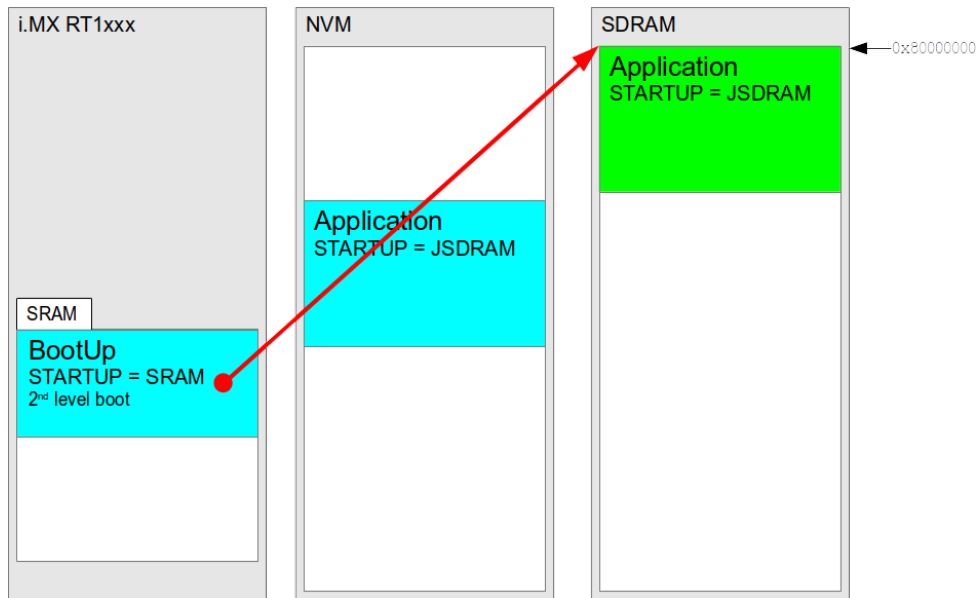 i.MX RT1xxx
SRAM
BootUp
STARTUP = SRAM
2nd level boot
NVM
Application
STARTUP = JSDRAM
SDRAM
Application
STARTUP = JSDRAM
0x80000000